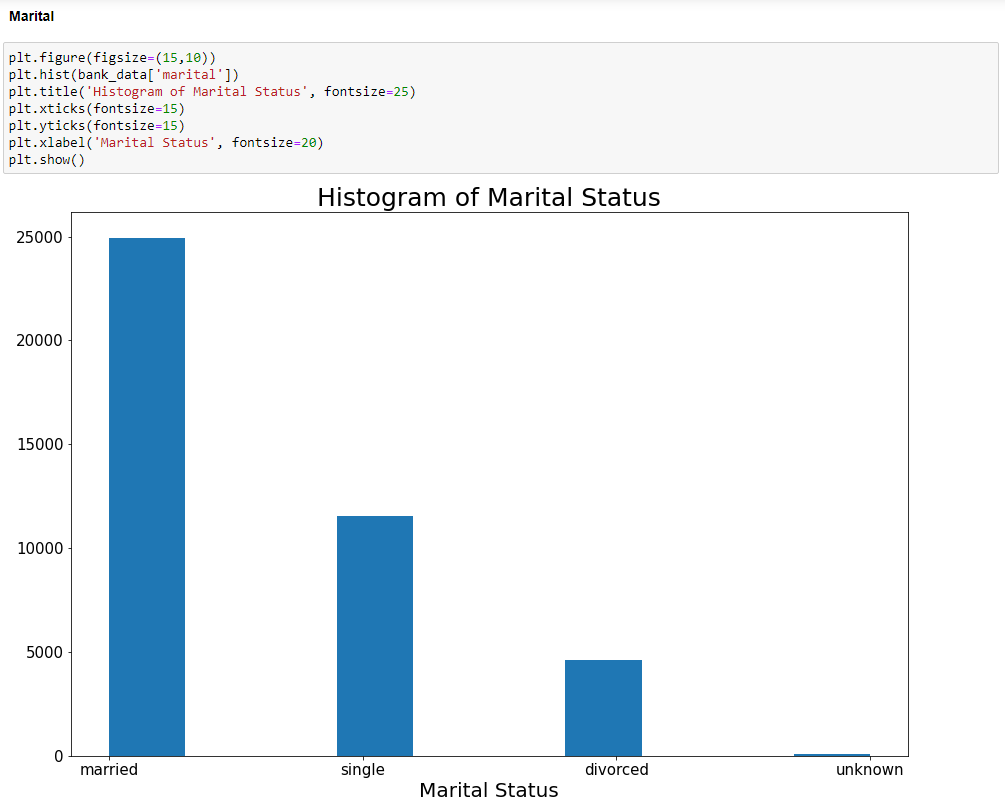 Marital
plt.figure(figsize=(15,10))
plt.hist(bank_data['marital'])
plt.title('Histogram of Marital Status', fontsize=25)
plt.xticks(fontsize=15)
plt.yticks(fontsize=15)
plt.xlabel('Marital Status', fontsize=20)
plt.show()
Histogram of Marital Status
25000
20000
15000
10000
5000
0
married single divorced unknown
Marital Status